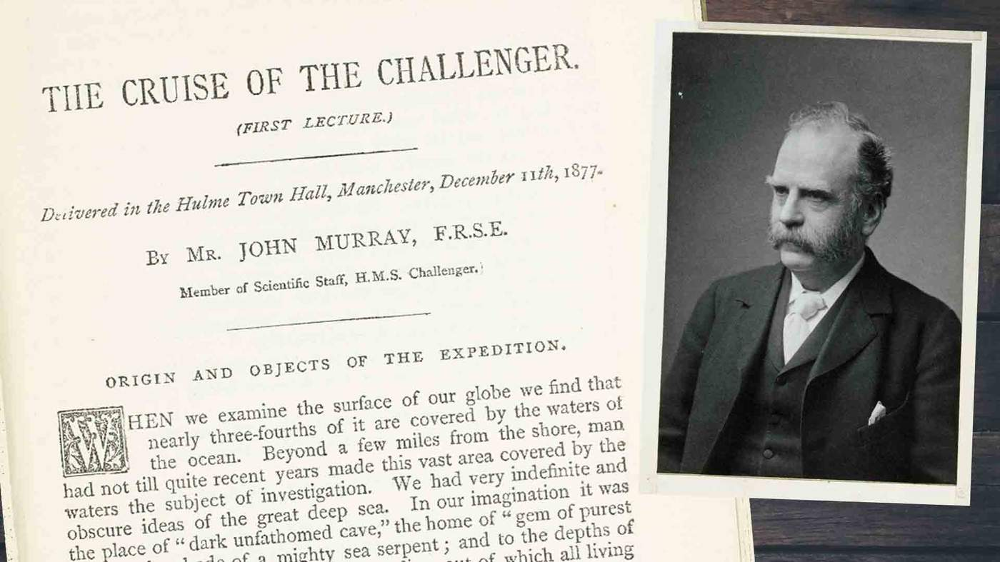 THE CRUISE OF THE CHALLENGER.
(FIRST LECTURE.)
Delivered in the Hulme Town Hall, Manchester, December 11th, 1877.
By Mr. JOHN MURRAY, F.R.S.E.
Member of Scientific Staff, H.M.S. Challenger.
ORIGIN AND OBJECTS OF THE EXPEDITION.
WHEN we examine the surface of our globe we find that
nearly three-fourths of it are covered by the waters of
the ocean. Beyond a few miles from the shore, man
had not till quite recent years made this vast area covered by the
waters the subject of investigation. We had very indefinite and
obscure ideas of the great deep sea. In our imagination it was
the place of “dark unfathomed cave,” the home of “gem of purest
of a mighty sea serpent; and to the depths of
of which all living